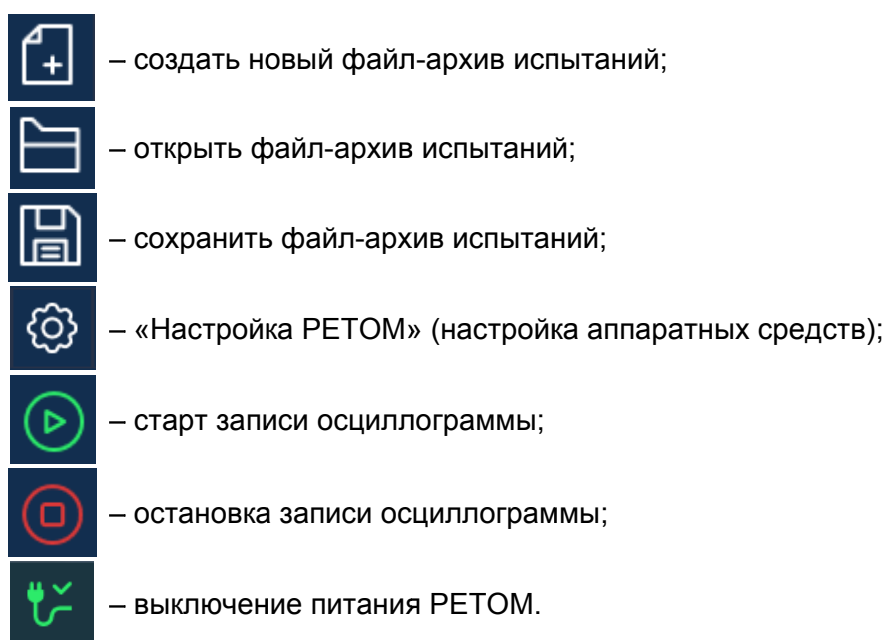 – создать новый файл-архив испытаний;
– открыть файл-архив испытаний;
– сохранить файл-архив испытаний;
– «Настройка РЕТОМ» (настройка аппаратных средств);
– старт записи осциллограммы;
– остановка записи осциллограммы;
– выключение питания РЕТОМ.